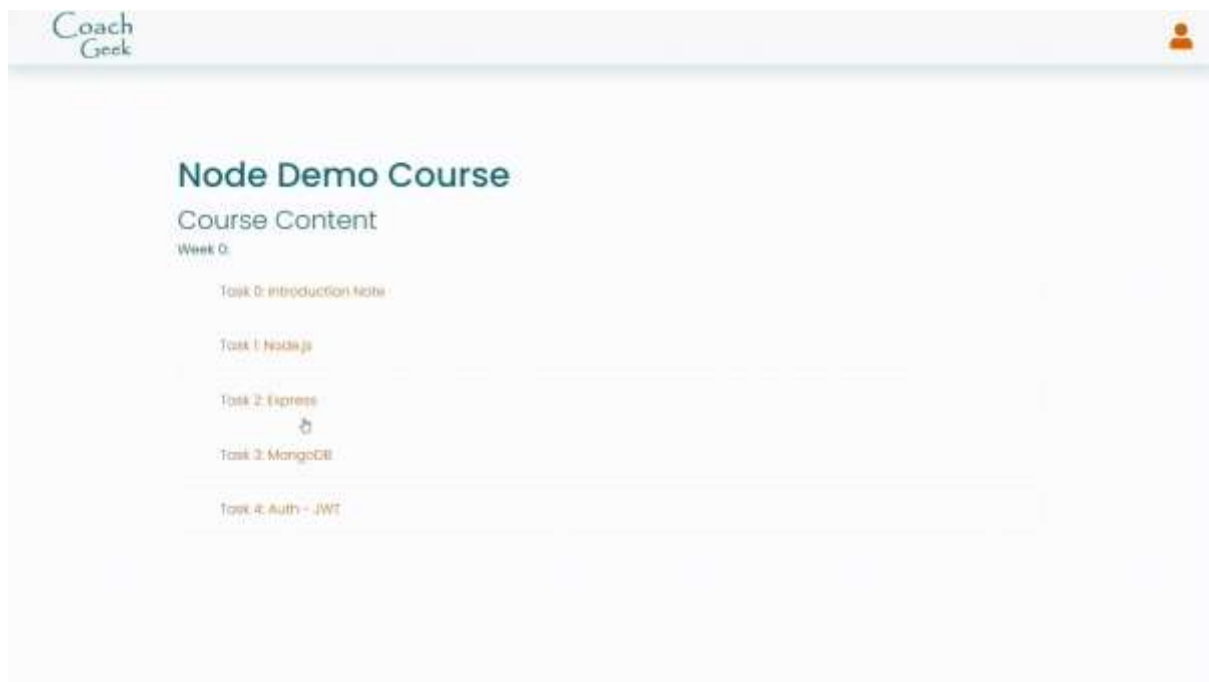 Coach
Geek
Node Demo Course
Course Content
Week 0:
Task 0: Introduction Note
Task 1: Node.js
Task 2: Express
Task 3: MongoDB
Task 4: Auth - JWT